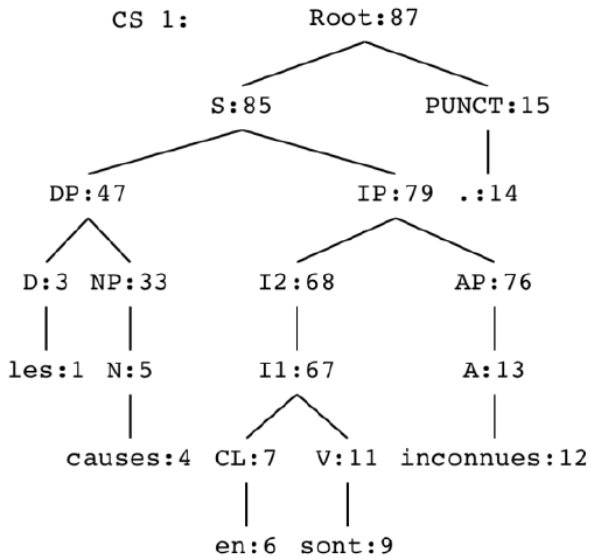 CS 1: Root:87
S:85 PUNCT:15
DP:47 IP:79 .:14
D:3 NP:33 I2:68 AP:76
les:1 N:5 I1:67 A:13
causes:4 CL:7 V:11 inconnues:12
en:6 sont:9